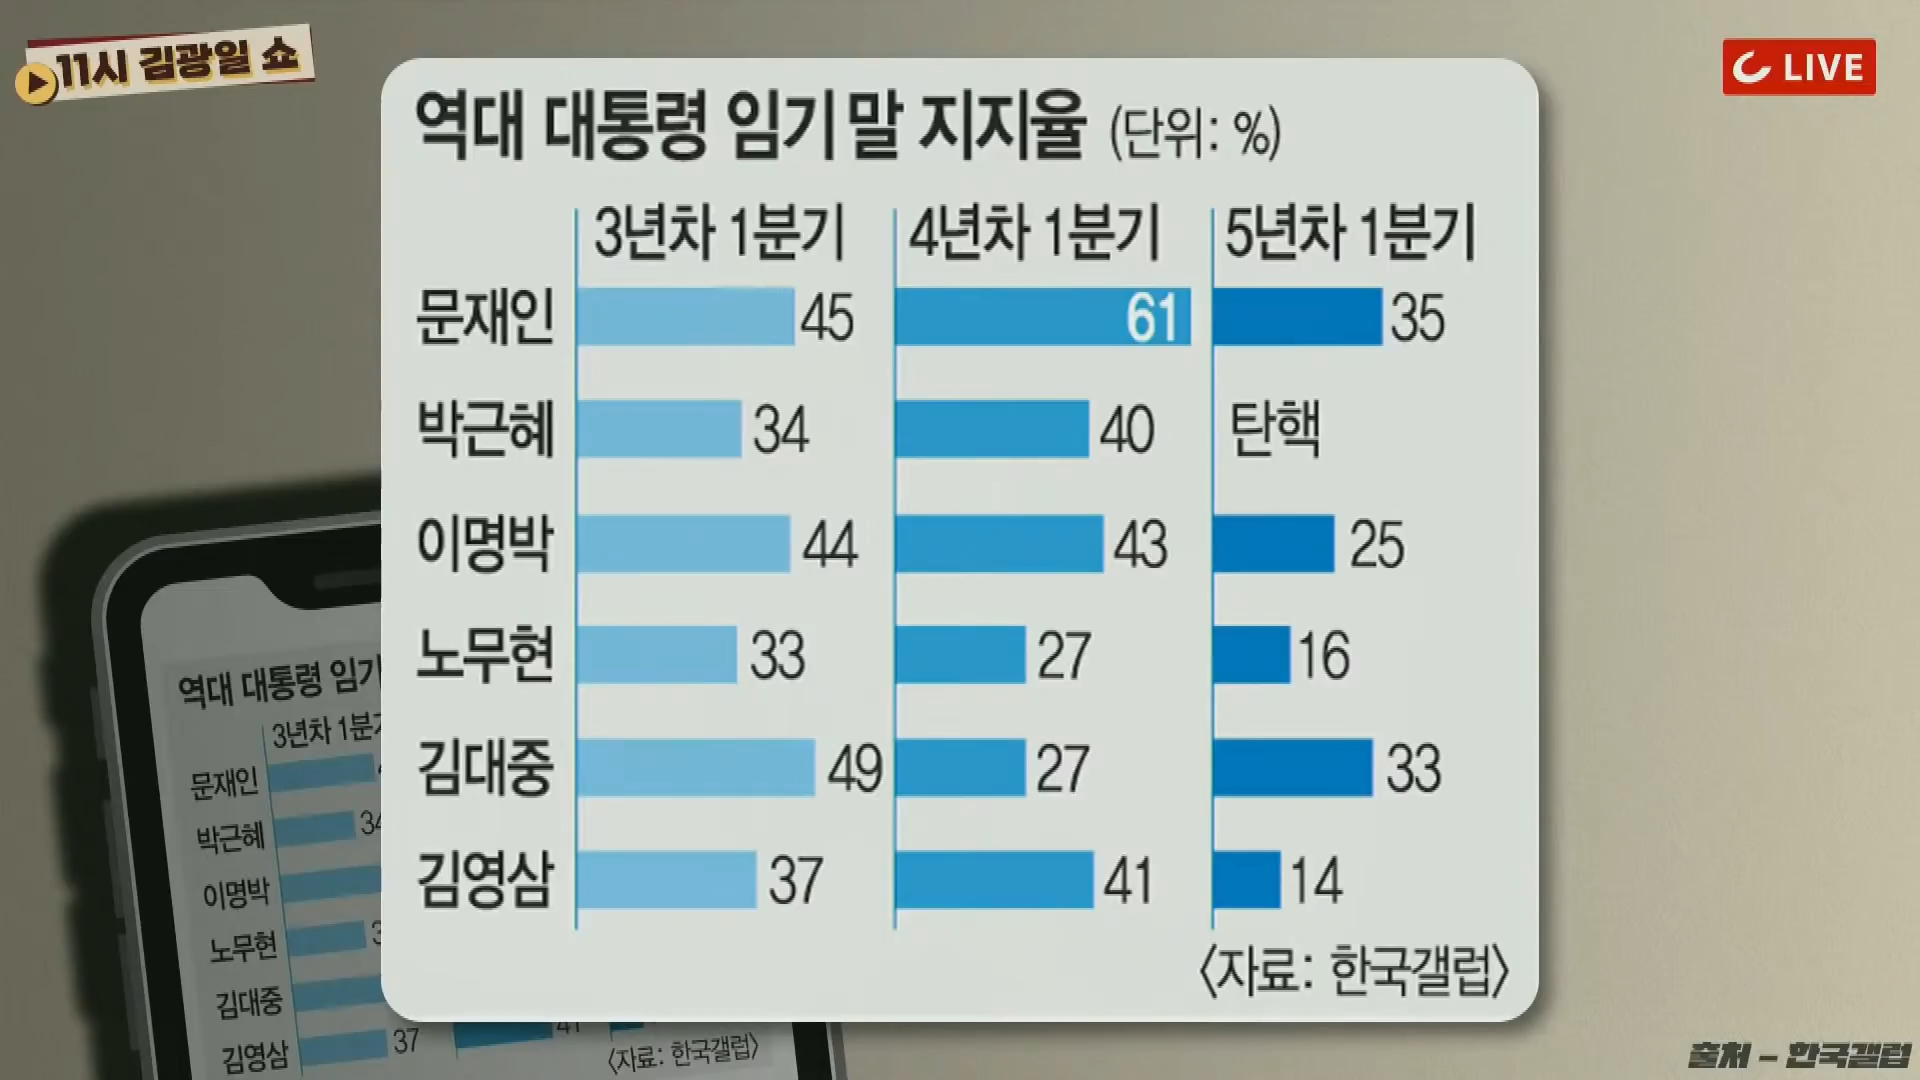 11시 김광일 쇼
LIVE
역대 대통령 임기 말 지지율 (단위: %)
3년차 1분기 4년차 1분기 5년차 1분기
문재인 45 61 35
박근혜 34 40 탄핵
이명박 44 43 25
노무현 33 27 16
김대중 49 27 33
김영삼 37 41 14
〈자료: 한국갤럽〉
역대 대통령 임기
3년차 1분기
문재인
박근혜 34
이명박
노무현 3
김대중
김영삼 37 41
〈자료: 한국갤럽〉
출처 – 한국갤럽